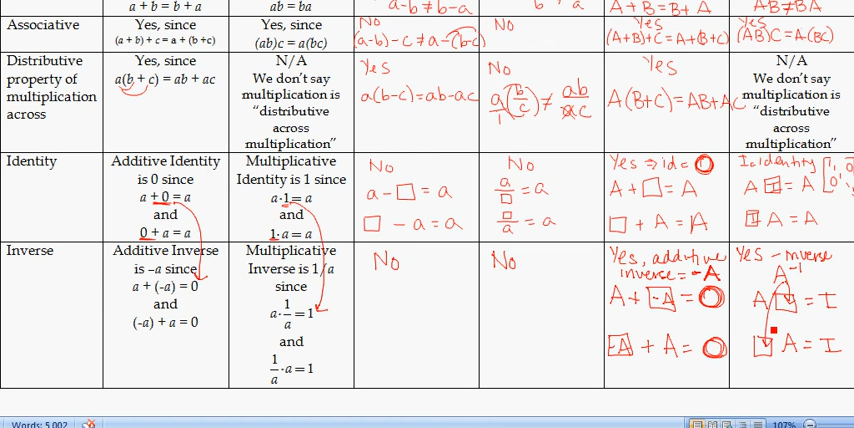 a + b = b + a
ab = ba
a-b ≠ b-a
A+B = B+A
AB≠BA
Associative
Yes, since
(a + b) + c = a + (b+c)
Yes, since
(ab)c = a(bc)
No
(a-b)-c ≠ a-(b-c)
No
Yes
(A+B)+C = A+(B+C)
Yes
(AB)C = A(BC)
Distributive
property of
multiplication
across
Yes, since
a(b + c) = ab + ac
N/A
We don't say
multiplication is
"distributive
across
multiplication"
Yes
a(b-c)=ab-ac
No
a/1 (b/c) ≠ ab/ac
Yes
A(B+C)=AB+AC
N/A
We don't say
multiplication is
"distributive
across
multiplication"
Identity
Additive Identity
is 0 since
a + 0 = a
and
0 + a = a
Multiplicative
Identity is 1 since
a·1= a
and
1·a = a
No
a - □ = a
□ - a = a
No
a/□ = a
□/a = a
Yes ⇒ id = O
A + □ = A
□ + A = A
I=identity
A I = A
I A = A
Inverse
Additive Inverse
is –a since
a + (-a) = 0
and
(-a) + a = 0
Multiplicative
Inverse is 1/a
since
a · 1/a = 1
and
1/a · a = 1
No
No
Yes, additive
inverse = -A
A + -A = O
-A + A = O
Yes - inverse
A⁻¹
A □ = I
□ A = I
Words: 5,002
107%